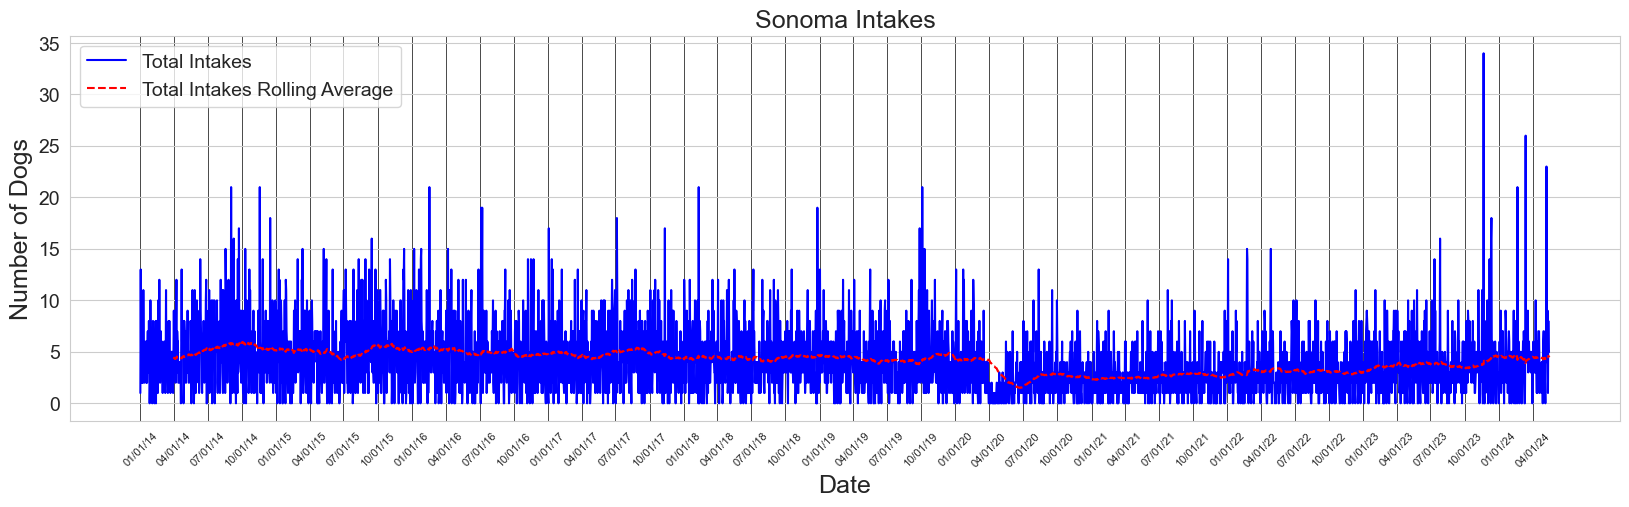 Sonoma Intakes
Total Intakes
Total Intakes Rolling Average
Number of Dogs
35
30
25
20
15
10
5
0
01/01/14 04/01/14 07/01/14 10/01/14 01/01/15 04/01/15 07/01/15 10/01/15 01/01/16 04/01/16 07/01/16 10/01/16 01/01/17 04/01/17 07/01/17 10/01/17 01/01/18 04/01/18 07/01/18 10/01/18 01/01/19 04/01/19 07/01/19 10/01/19 01/01/20 04/01/20 07/01/20 10/01/20 01/01/21 04/01/21 07/01/21 10/01/21 01/01/22 04/01/22 07/01/22 10/01/22 01/01/23 04/01/23 07/01/23 10/01/23 01/01/24 04/01/24
Date